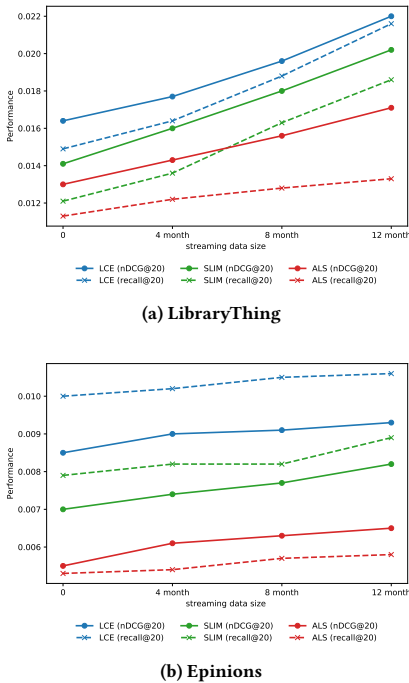 0.022
0.020
0.018
0.016
0.014
0.012
Performance
0 4 month 8 month 12 month
streaming data size
LCE (nDCG@20) SLIM (nDCG@20) ALS (nDCG@20)
LCE (recall@20) SLIM (recall@20) ALS (recall@20)
(a) LibraryThing
0.010
0.009
0.008
0.007
0.006
Performance
0 4 month 8 month 12 month
streaming data size
LCE (nDCG@20) SLIM (nDCG@20) ALS (nDCG@20)
LCE (recall@20) SLIM (recall@20) ALS (recall@20)
(b) Epinions